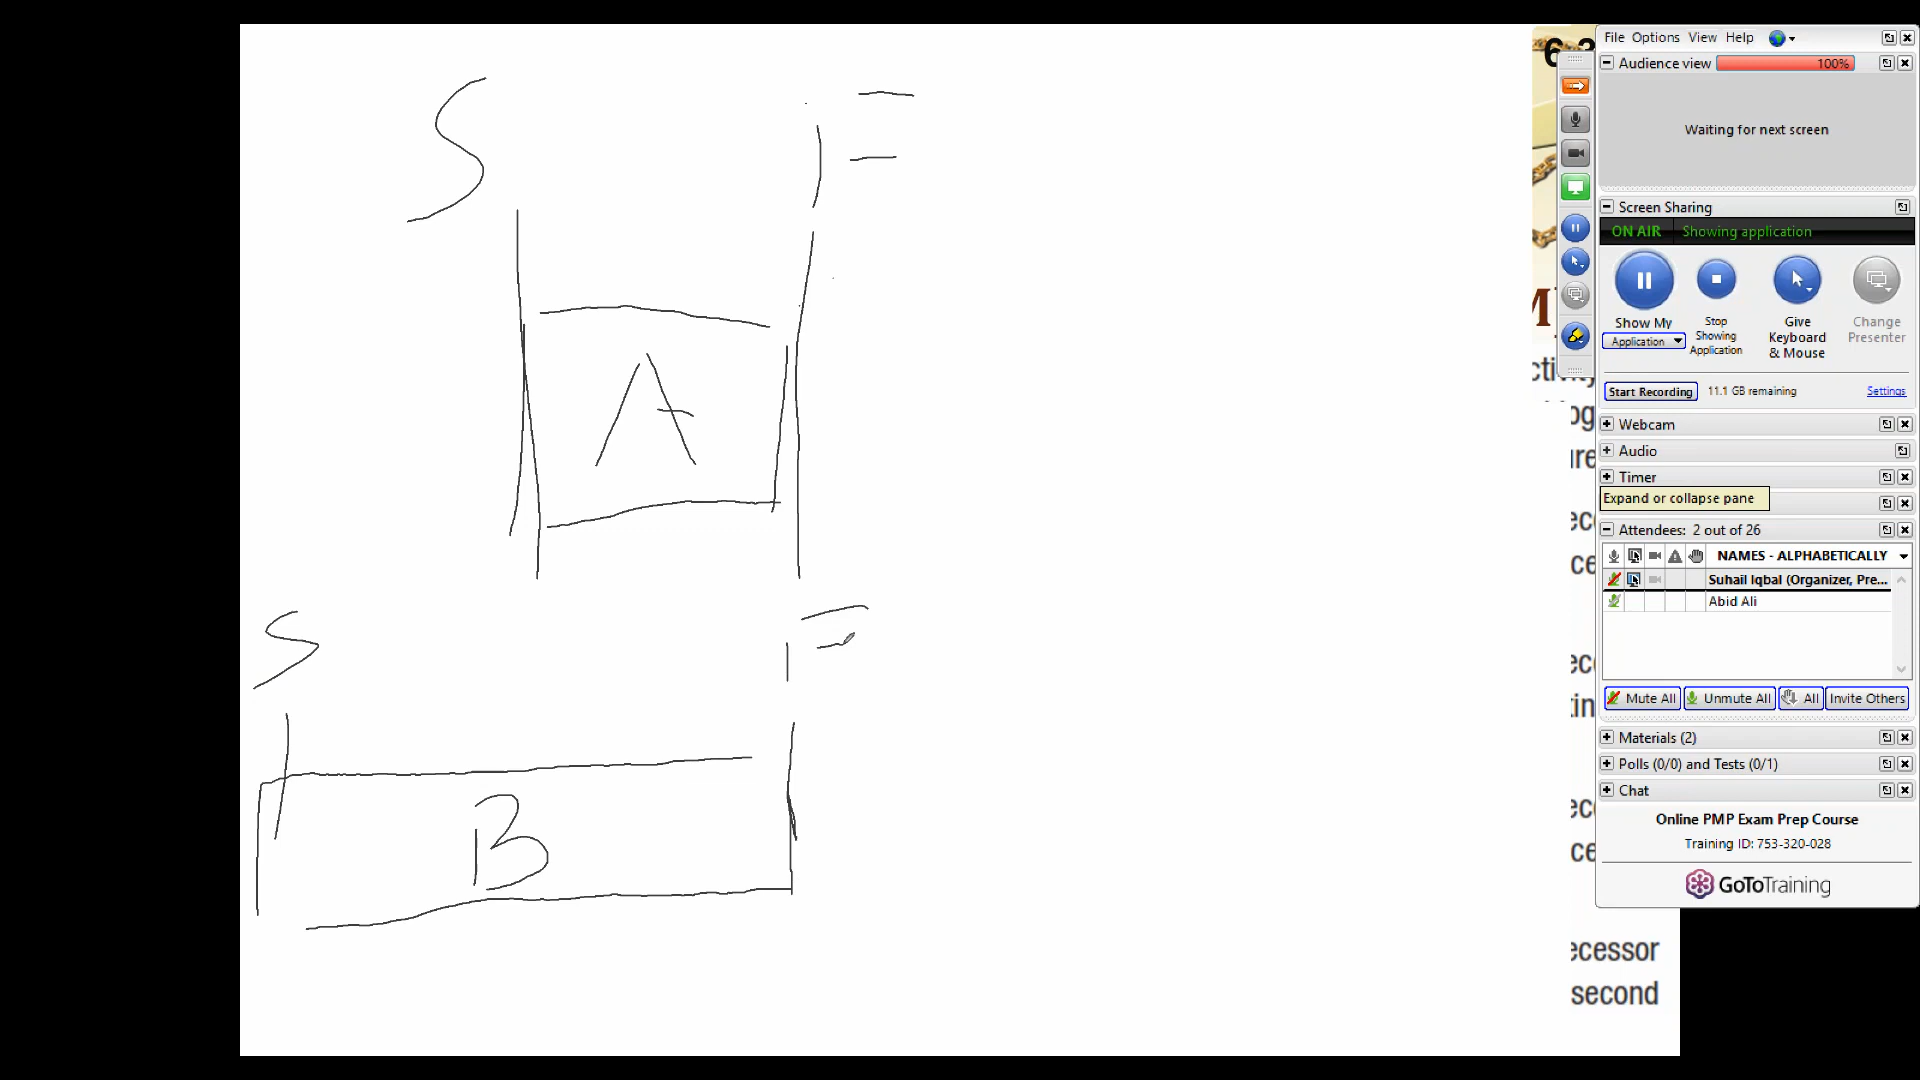 S F
A
S F
B
6.3
File Options View Help
Audience view 100%
Waiting for next screen
Screen Sharing
ON AIR Showing application
Show My
Application
Stop
Showing
Application
Give
Keyboard
& Mouse
Change
Presenter
Start Recording 11.1 GB remaining Settings
Webcam
Audio
Timer
Expand or collapse pane
Attendees: 2 out of 26
NAMES - ALPHABETICALLY
Suhail Iqbal (Organizer, Pre...
Abid Ali
Mute All Unmute All All Invite Others
Materials (2)
Polls (0/0) and Tests (0/1)
Chat
Online PMP Exam Prep Course
Training ID: 753-320-028
GoToTraining
ecessor
second